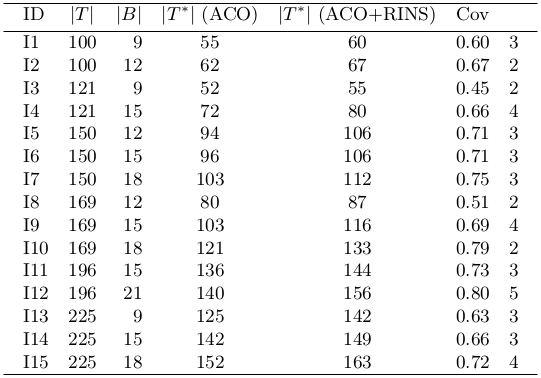 ID |T| |B| |T*| (ACO) |T*| (ACO+RINS) Cov
I1 100 9 55 60 0.60 3
I2 100 12 62 67 0.67 2
I3 121 9 52 55 0.45 2
I4 121 15 72 80 0.66 4
I5 150 12 94 106 0.71 3
I6 150 15 96 106 0.71 3
I7 150 18 103 112 0.75 3
I8 169 12 80 87 0.51 2
I9 169 15 103 116 0.69 4
I10 169 18 121 133 0.79 2
I11 196 15 136 144 0.73 3
I12 196 21 140 156 0.80 5
I13 225 9 125 142 0.63 3
I14 225 15 142 149 0.66 3
I15 225 18 152 163 0.72 4